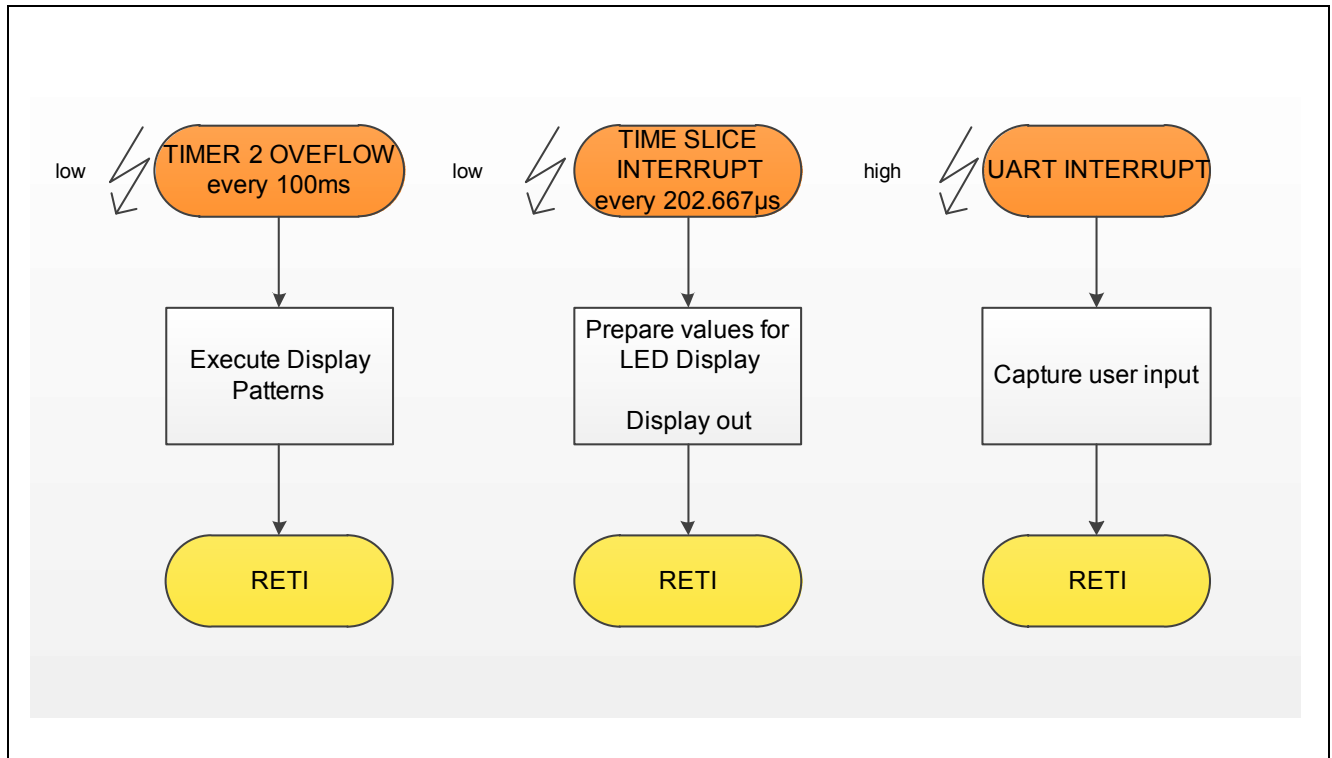 low
TIMER 2 OVEFLOW
every 100ms
low
TIME SLICE
INTERRUPT
every 202.667µs
high
UART INTERRUPT
Execute Display
Patterns
Prepare values for
LED Display
Display out
Capture user input
RETI
RETI
RETI